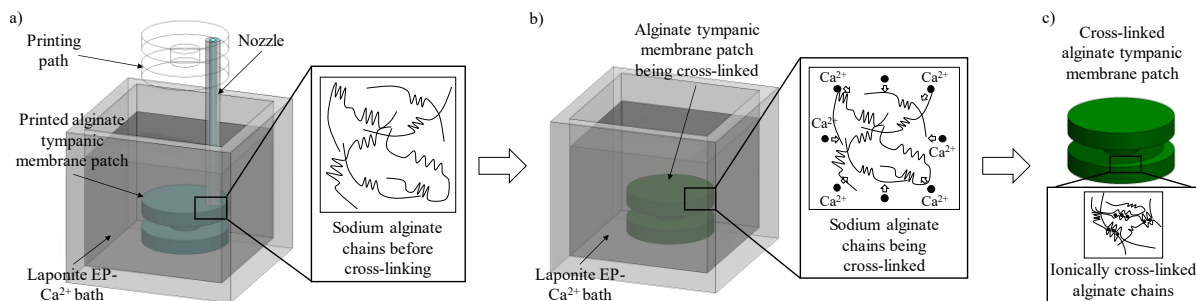 a)
Printing
path
Nozzle
Printed alginate
tympanic
membrane patch
Laponite EP-
Ca²⁺ bath
Sodium alginate
chains before
cross-linking
b)
Alginate tympanic
membrane patch
being cross-linked
Laponite EP-
Ca²⁺ bath
Ca²⁺
Ca²⁺
Ca²⁺
Ca²⁺
Ca²⁺
Ca²⁺
Sodium alginate
chains being
cross-linked
c)
Cross-linked
alginate tympanic
membrane patch
Ionically cross-linked
alginate chains